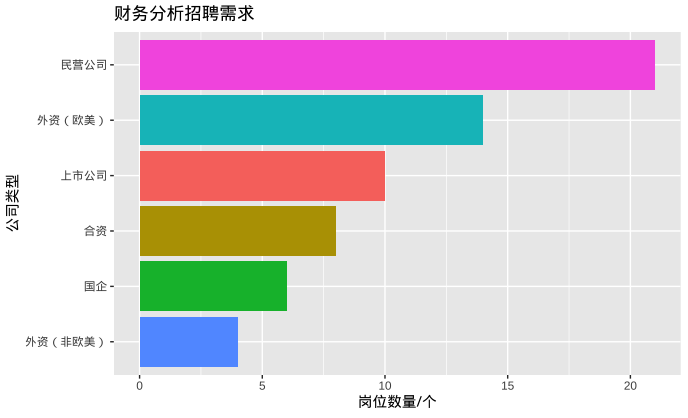 财务分析招聘需求
公司类型
民营公司
外资（欧美）
上市公司
合资
国企
外资（非欧美）
0 5 10 15 20
岗位数量/个